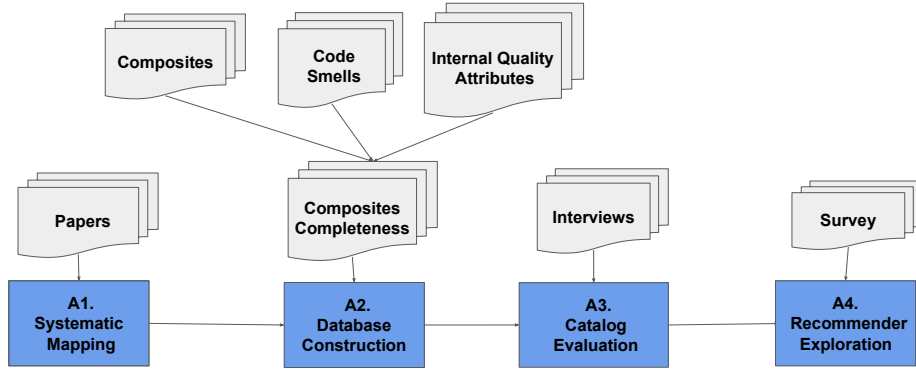 Composites
Code
Smells
Internal Quality
Attributes
Papers
Composites
Completeness
Interviews
Survey
A1.
Systematic
Mapping
A2.
Database
Construction
A3.
Catalog
Evaluation
A4.
Recommender
Exploration